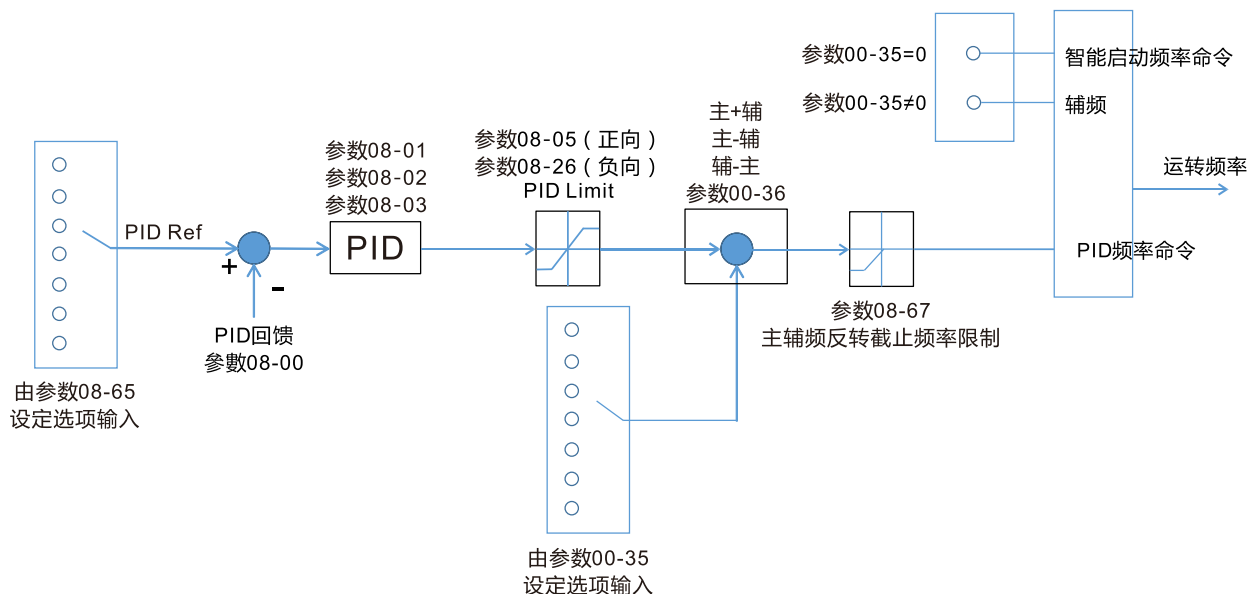 参数00-35=0
智能启动频率命令
参数00-35≠0
辅频
主+辅
主-辅
辅-主
参数00-36
参数08-05（正向）
参数08-26（负向）
PID Limit
参数08-01
参数08-02
参数08-03
运转频率
PID Ref
PID
PID频率命令
+
-
PID回馈
參數08-00
参数08-67
主辅频反转截止频率限制
由参数08-65
设定选项输入
由参数00-35
设定选项输入